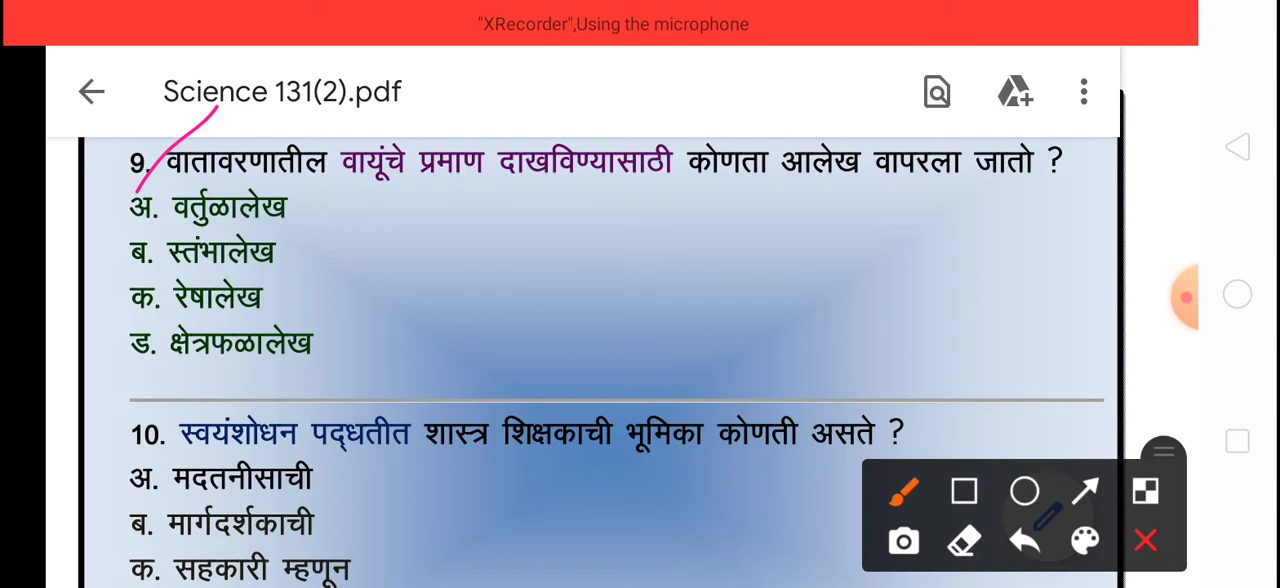 "XRecorder",Using the microphone
Science 131(2).pdf
9. वातावरणातील वायूंचे प्रमाण दाखविण्यासाठी कोणता आलेख वापरला जातो ?
अ. वर्तुळालेख
ब. स्तंभालेख
क. रेषालेख
ड. क्षेत्रफळालेख
10. स्वयंशोधन पद्धतीत शास्त्र शिक्षकाची भूमिका कोणती असते ?
अ. मदतनीसाची
ब. मार्गदर्शकाची
क. सहकारी म्हणून